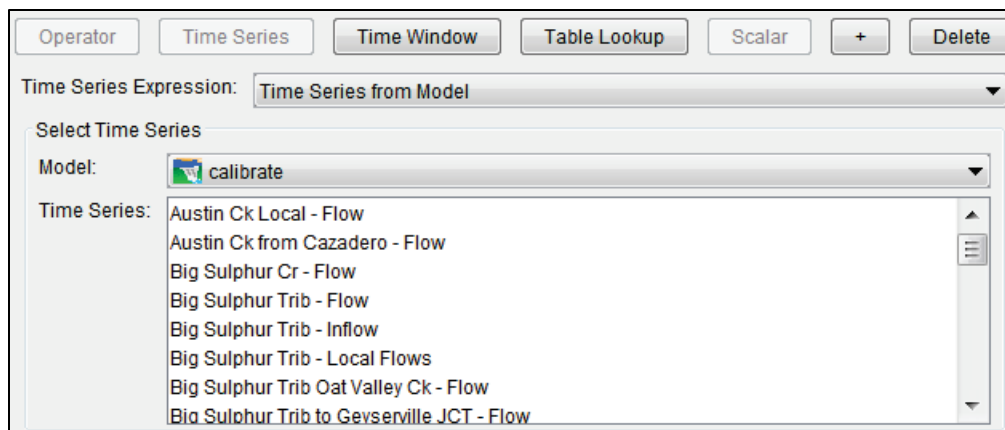 Operator Time Series Time Window Table Lookup Scalar + Delete
Time Series Expression: Time Series from Model
Select Time Series
Model: calibrate
Time Series: Austin Ck Local - Flow
Austin Ck from Cazadero - Flow
Big Sulphur Cr - Flow
Big Sulphur Trib - Flow
Big Sulphur Trib - Inflow
Big Sulphur Trib - Local Flows
Big Sulphur Trib Oat Valley Ck - Flow
Big Sulphur Trib to Geyserville JCT - Flow